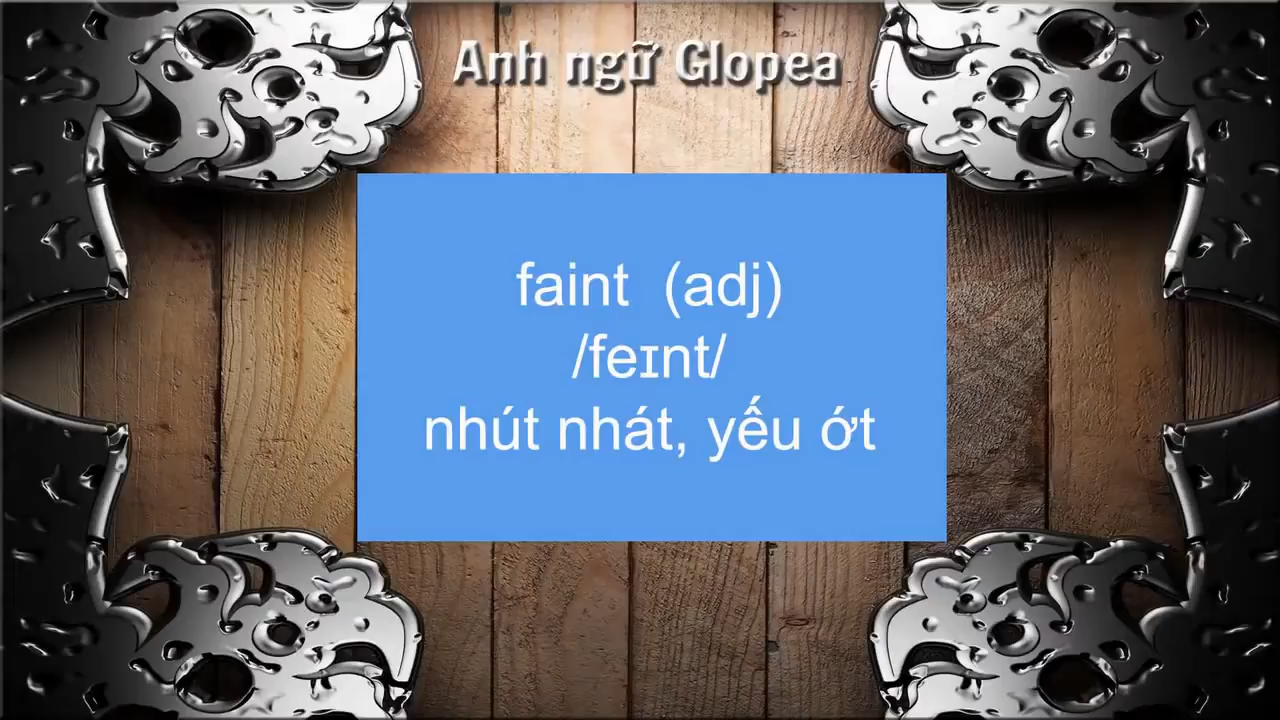 Anh ngữ Glopea
faint (adj)
/feɪnt/
nhút nhát, yếu ớt